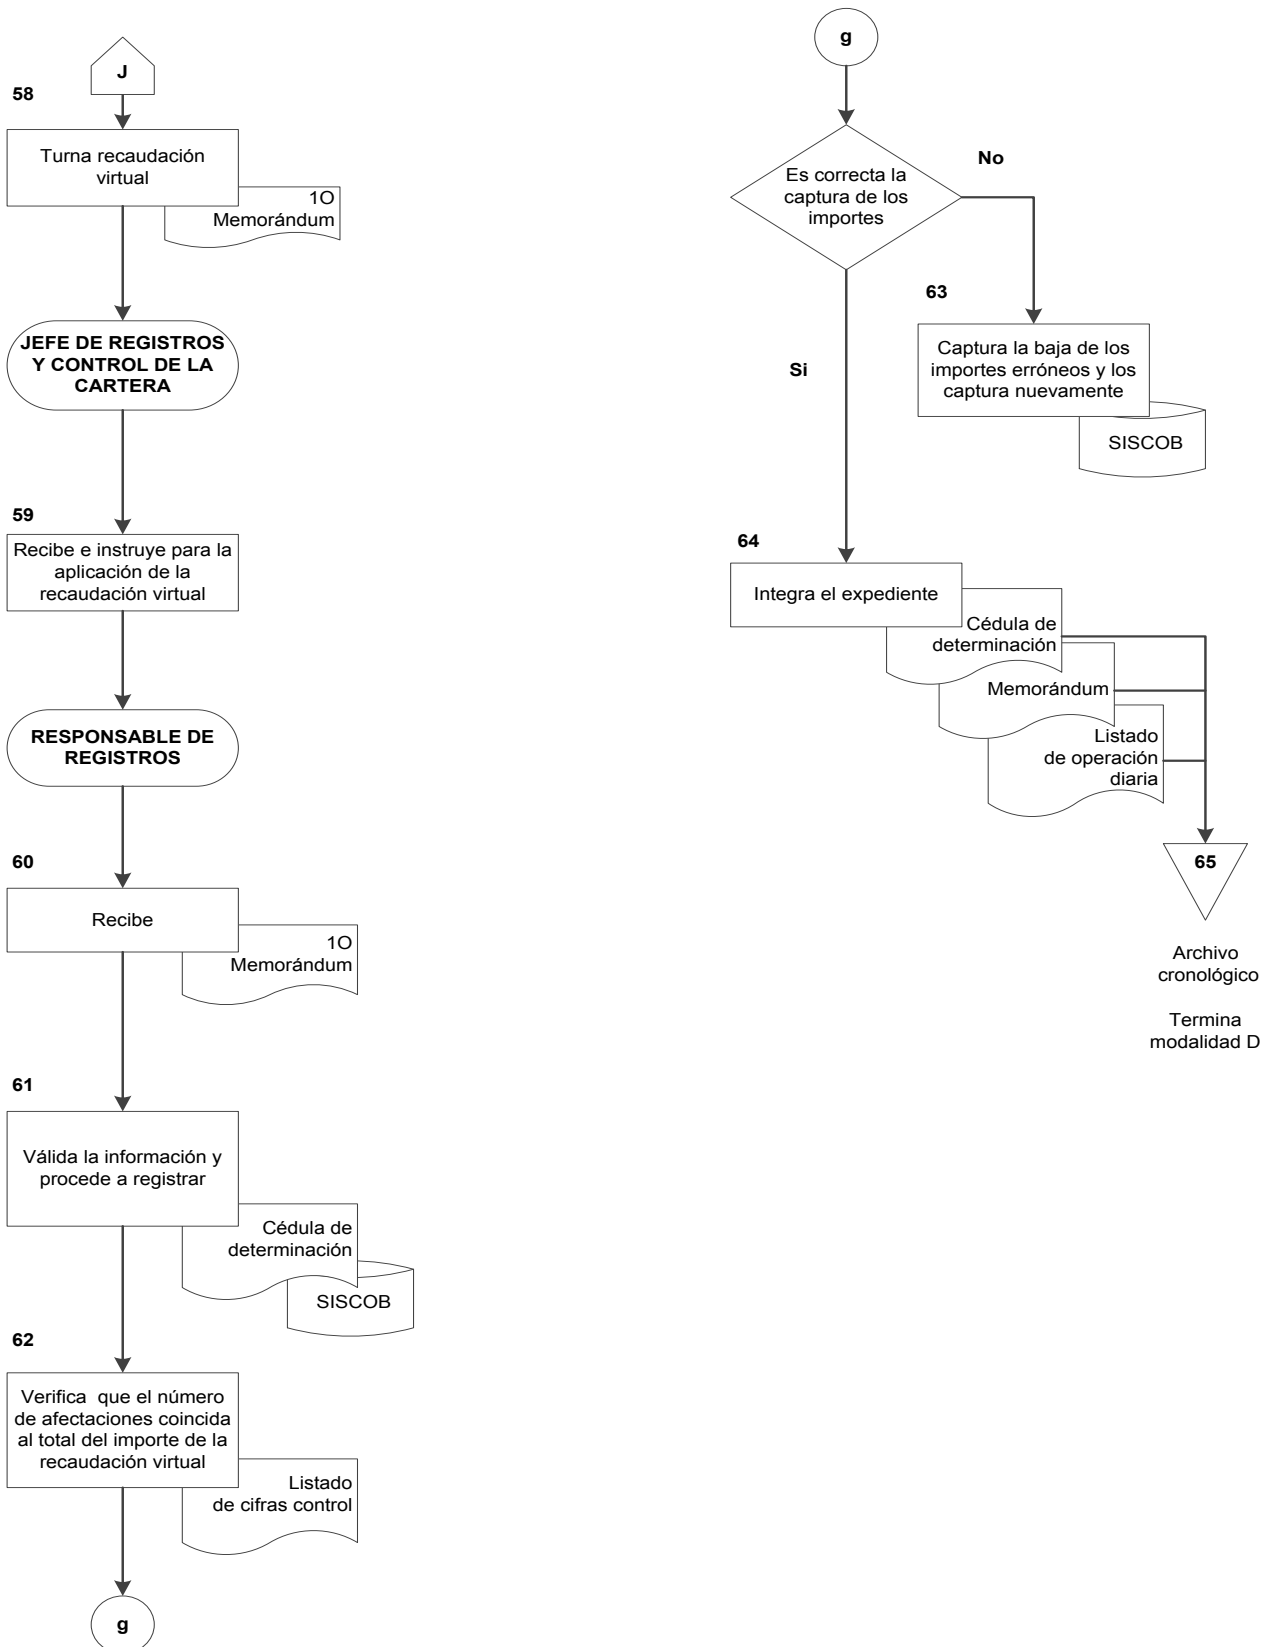 J
58
Turna recaudación
virtual
1O
Memorándum
JEFE DE REGISTROS
Y CONTROL DE LA
CARTERA
59
Recibe e instruye para la
aplicación de la
recaudación virtual
RESPONSABLE DE
REGISTROS
60
Recibe
1O
Memorándum
61
Válida la información y
procede a registrar
Cédula de
determinación
SISCOB
62
Verifica que el número
de afectaciones coincida
al total del importe de la
recaudación virtual
Listado
de cifras control
g
g
Es correcta la
captura de los
importes
No
63
Captura la baja de los
importes erróneos y los
captura nuevamente
SISCOB
Si
64
Integra el expediente
Cédula de
determinación
Memorándum
Listado
de operación
diaria
65
Archivo
cronológico
Termina
modalidad D